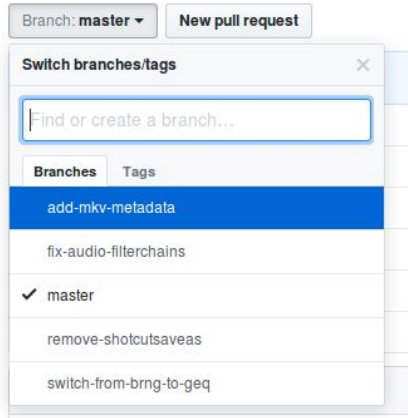 Branch: master
New pull request
Switch branches/tags
Find or create a branch...
Branches Tags
add-mkv-metadata
fix-audio-filterchains
master
remove-shotcutsaveas
switch-from-brng-to-geq